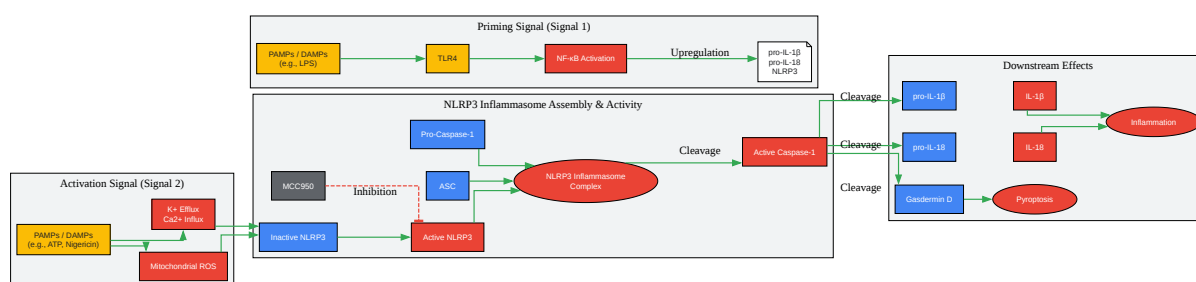 Priming Signal (Signal 1)
PAMPs / DAMPs
(e.g., LPS)
TLR4
NF-κB Activation
Upregulation
pro-IL-1β
pro-IL-18
NLRP3
NLRP3 Inflammasome Assembly & Activity
Pro-Caspase-1
MCC950
Inhibition
ASC
NLRP3 Inflammasome
Complex
Cleavage
Active Caspase-1
Inactive NLRP3
Active NLRP3
Activation Signal (Signal 2)
K+ Efflux
Ca2+ Influx
PAMPs / DAMPs
(e.g., ATP, Nigericin)
Mitochondrial ROS
Downstream Effects
Cleavage
pro-IL-1β
IL-1β
Inflammation
Cleavage
pro-IL-18
IL-18
Cleavage
Gasdermin D
Pyroptosis